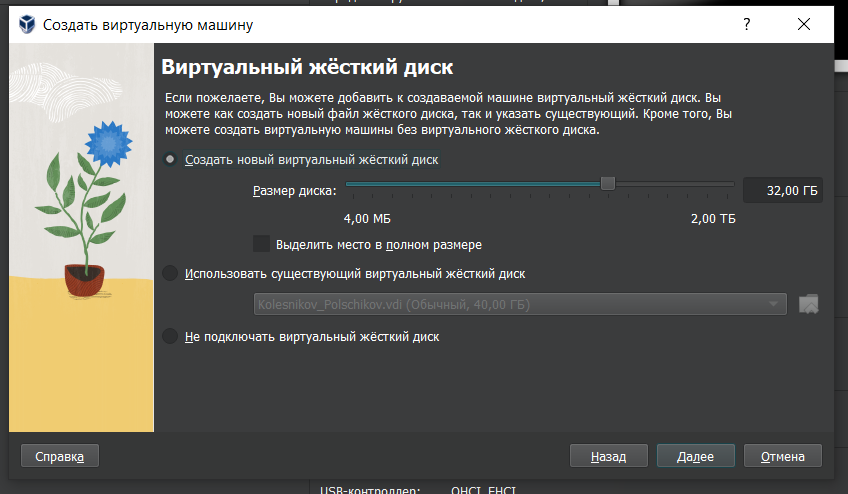 Создать виртуальную машину
?
Виртуальный жёсткий диск
Если пожелаете, Вы можете добавить к создаваемой машине виртуальный жёсткий диск. Вы
можете как создать новый файл жёсткого диска, так и указать существующий. Кроме того, Вы
можете создать виртуальную машины без виртуального жёсткого диска.
Создать новый виртуальный жёсткий диск
Размер диска:
32,00 ГБ
4,00 МБ
2,00 ТБ
Выделить место в полном размере
Использовать существующий виртуальный жёсткий диск
Kolesnikov_Polschikov.vdi (Обычный, 40,00 ГБ)
Не подключать виртуальный жёсткий диск
Справка
Назад
Далее
Отмена
USB-контроллер: OHCI, EHCI